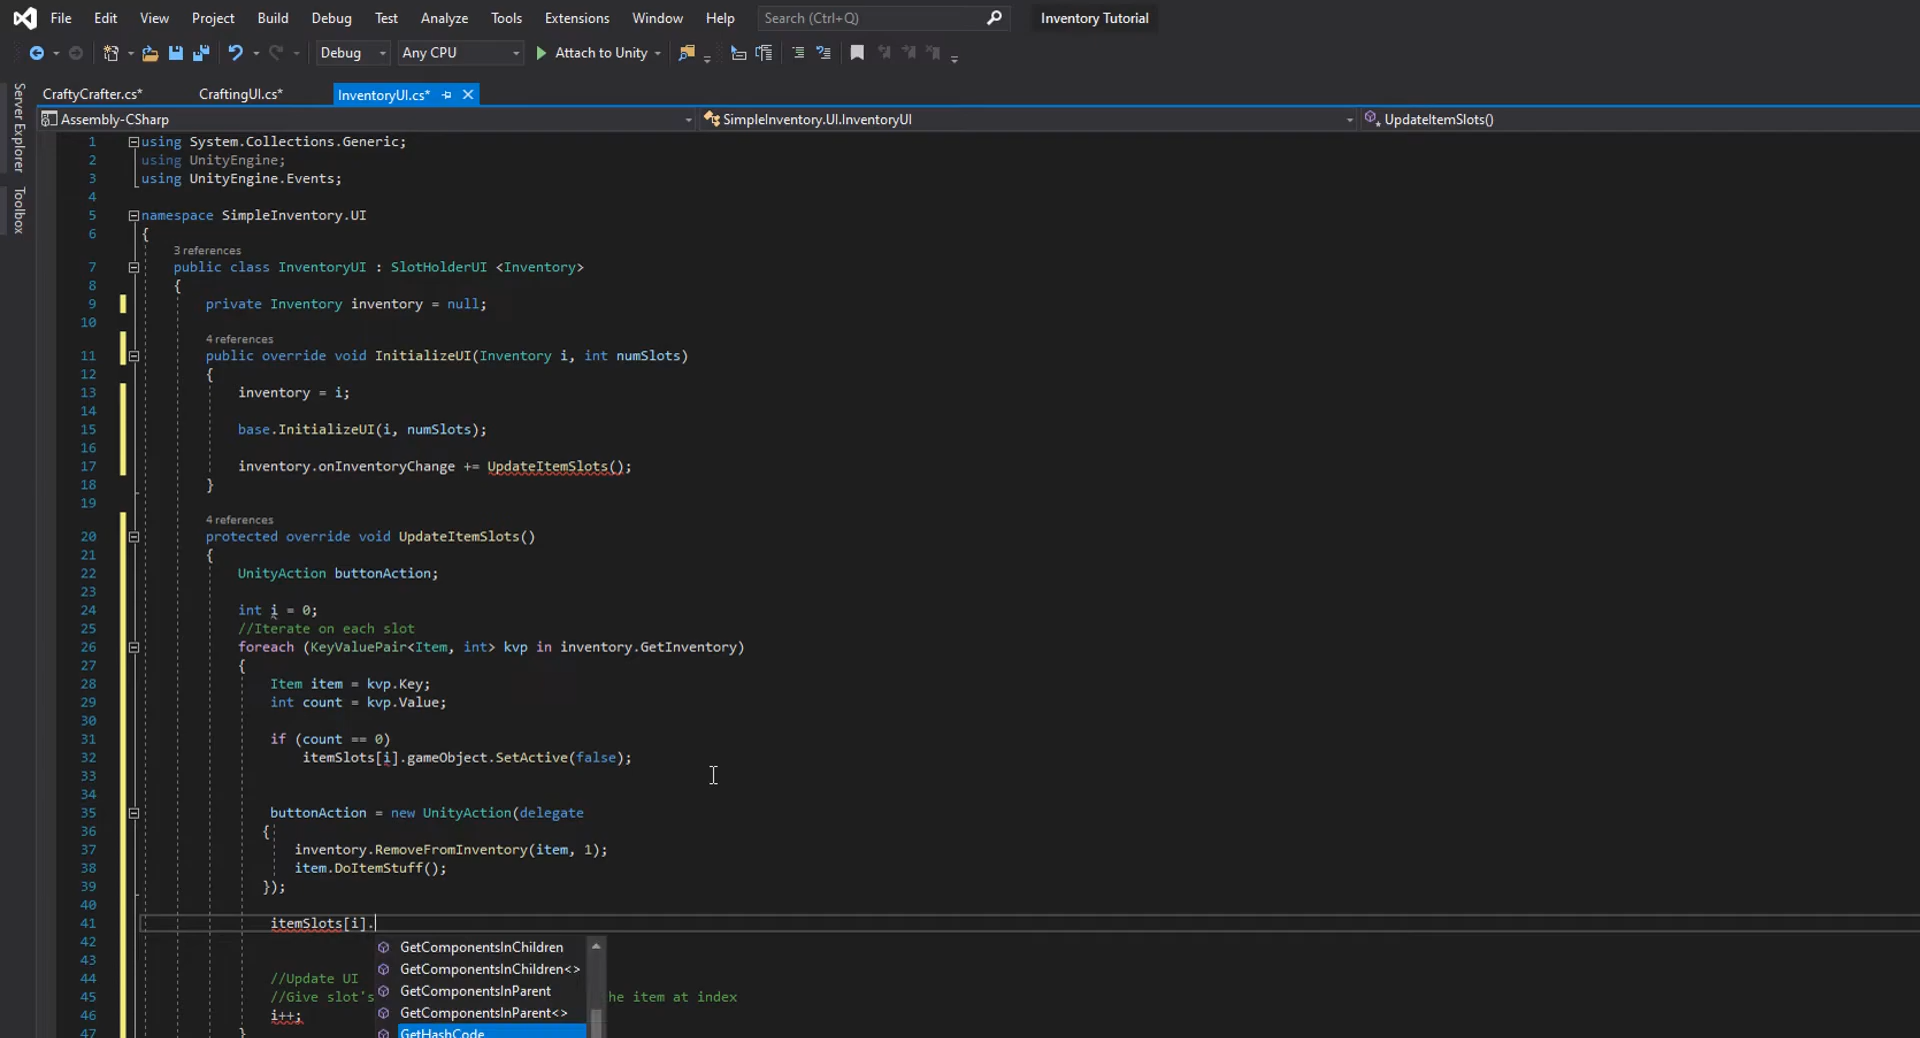 File Edit View Project Build Debug Test Analyze Tools Extensions Window Help Search (Ctrl+Q) Inventory Tutorial
Debug Any CPU Attach to Unity
CraftyCrafter.cs* CraftingUI.cs* InventoryUI.cs*
Server Explorer
Toolbox
Assembly-CSharp SimpleInventory.UI.InventoryUI UpdateItemSlots()
1 using System.Collections.Generic;
2 using UnityEngine;
3 using UnityEngine.Events;
4
5 namespace SimpleInventory.UI
6 {
3 references
7 public class InventoryUI : SlotHolderUI <Inventory>
8 {
9 private Inventory inventory = null;
10
4 references
11 public override void InitializeUI(Inventory i, int numSlots)
12 {
13 inventory = i;
14
15 base.InitializeUI(i, numSlots);
16
17 inventory.onInventoryChange += UpdateItemSlots();
18 }
19
4 references
20 protected override void UpdateItemSlots()
21 {
22 UnityAction buttonAction;
23
24 int i = 0;
25 //Iterate on each slot
26 foreach (KeyValuePair<Item, int> kvp in inventory.GetInventory)
27 {
28 Item item = kvp.Key;
29 int count = kvp.Value;
30
31 if (count == 0)
32 itemSlots[i].gameObject.SetActive(false);
33
34
35 buttonAction = new UnityAction(delegate
36 {
37 inventory.RemoveFromInventory(item, 1);
38 item.DoItemStuff();
39 });
40
41 itemSlots[i].
42 GetComponentsInChildren
43 GetComponentsInChildren<>
44 //Update UI GetComponentsInParent
45 //Give slot's he item at index
46 i++; GetComponentsInParent<>
47 } GetHashCode